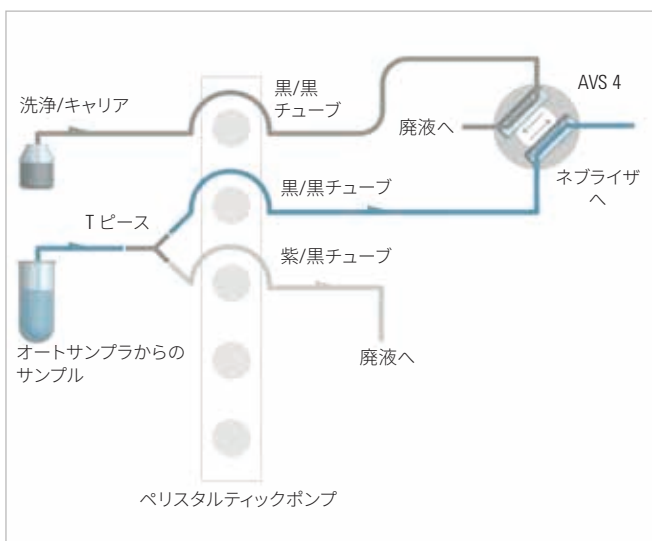 洗浄/キャリア
黒/黒
チューブ
AVS 4
廃液へ
ネブライザ
へ
黒/黒チューブ
T ピース
紫/黒チューブ
オートサンプラからの
サンプル
廃液へ
ペリスタルティックポンプ